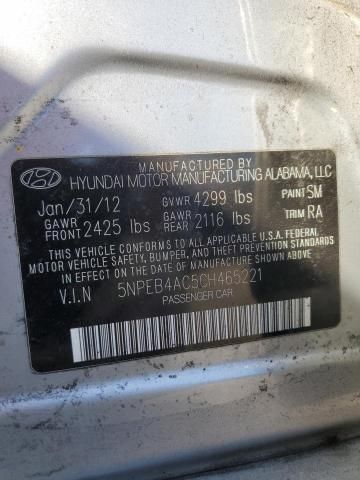 MANUFACTURED BY
HYUNDAI MOTOR MANUFACTURING ALABAMA, LLC
Jan/31/12 GVWR 4299 lbs PAINT SM
GAWR FRONT 2425 lbs GAWR REAR 2116 lbs TRIM RA
THIS VEHICLE CONFORMS TO ALL APPLICABLE U.S.A. FEDERAL
MOTOR VEHICLE SAFETY, BUMPER, AND THEFT PREVENTION
STANDARDS IN EFFECT ON THE DATE OF MANUFACTURE SHOWN ABOVE.
V.I.N 5NPEB4AC5CH465221
PASSENGER CAR